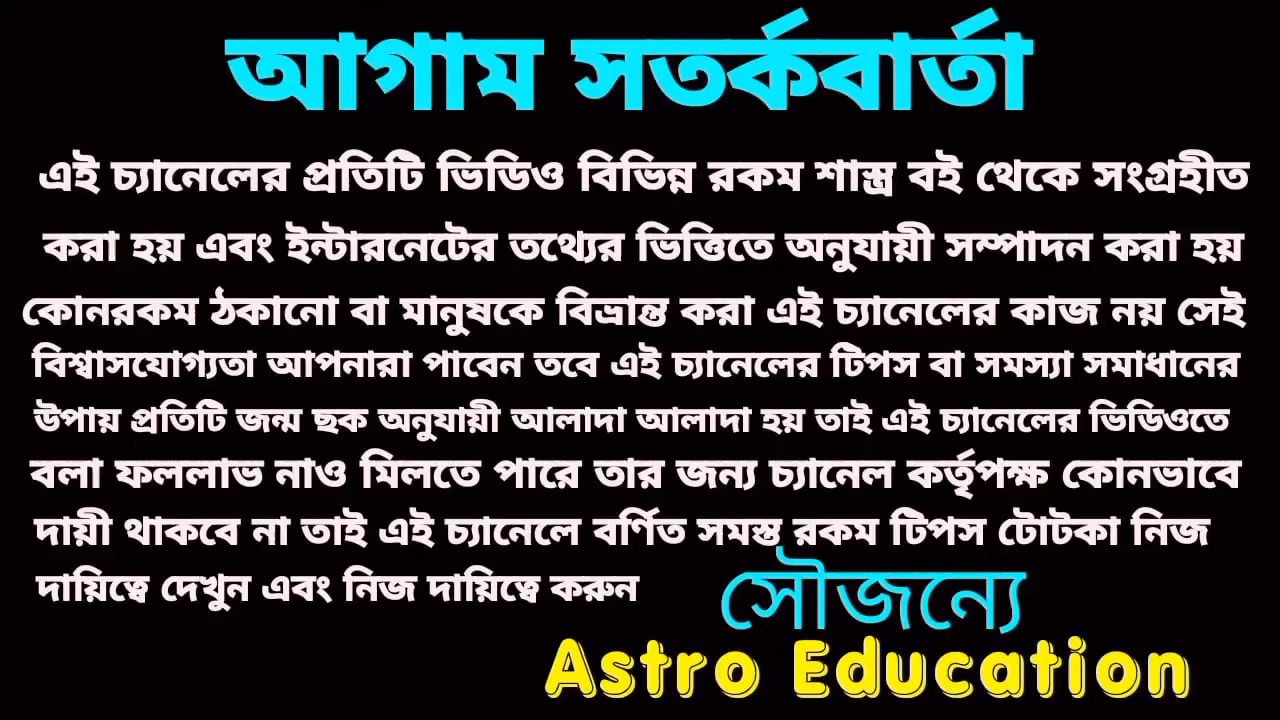 আগাম সতর্কবার্তা
এই চ্যানেলের প্রতিটি ভিডিও বিভিন্ন রকম শাস্ত্র বই থেকে সংগ্রহীত
করা হয় এবং ইন্টারনেটের তথ্যের ভিত্তিতে অনুযায়ী সম্পাদন করা হয়
কোনরকম ঠকানো বা মানুষকে বিভ্রান্ত করা এই চ্যানেলের কাজ নয় সেই
বিশ্বাসযোগ্যতা আপনারা পাবেন তবে এই চ্যানেলের টিপস বা সমস্যা সমাধানের
উপায় প্রতিটি জন্ম ছক অনুযায়ী আলাদা আলাদা হয় তাই এই চ্যানেলের ভিডিওতে
বলা ফললাভ নাও মিলতে পারে তার জন্য চ্যানেল কর্তৃপক্ষ কোনভাবে
দায়ী থাকবে না তাই এই চ্যানেলে বর্ণিত সমস্ত রকম টিপস টোটকা নিজ
দায়িত্বে দেখুন এবং নিজ দায়িত্বে করুন
সৌজন্যে
Astro Education